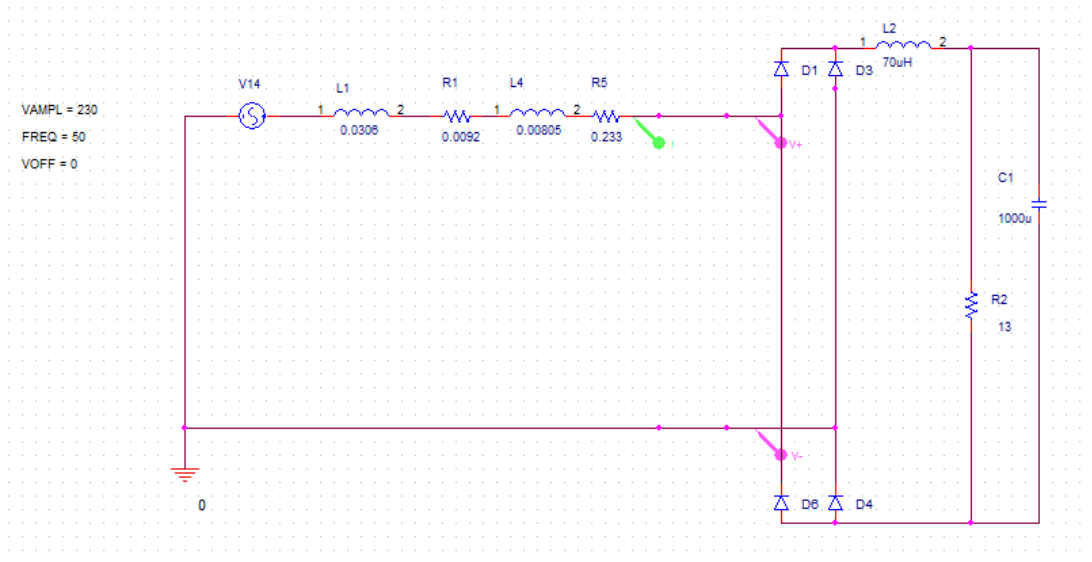 L2
1
2
70uH
D1
D3
V14
L1
R1
L4
R5
VAMPL = 230
1
2
1
2
0.0306
0.0092
0.00805
0.233
FREQ = 50
I
V+
VOFF = 0
C1
1000u
R2
13
V-
0
D6
D4